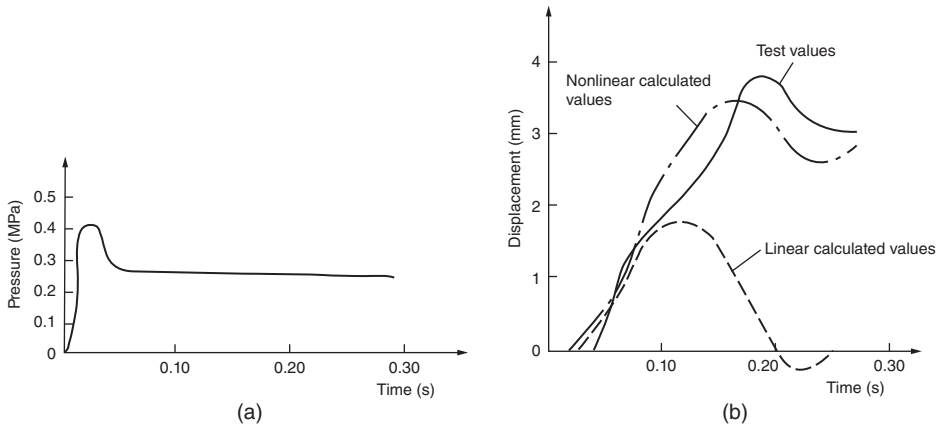 Pressure (MPa)
0.5
0.4
0.3
0.2
0.1
0
0.10
0.20
0.30
Time (s)
(a)
Displacement (mm)
4
3
2
1
0
0.10
0.20
0.30
Time (s)
Test values
Nonlinear calculated
values
Linear calculated values
(b)